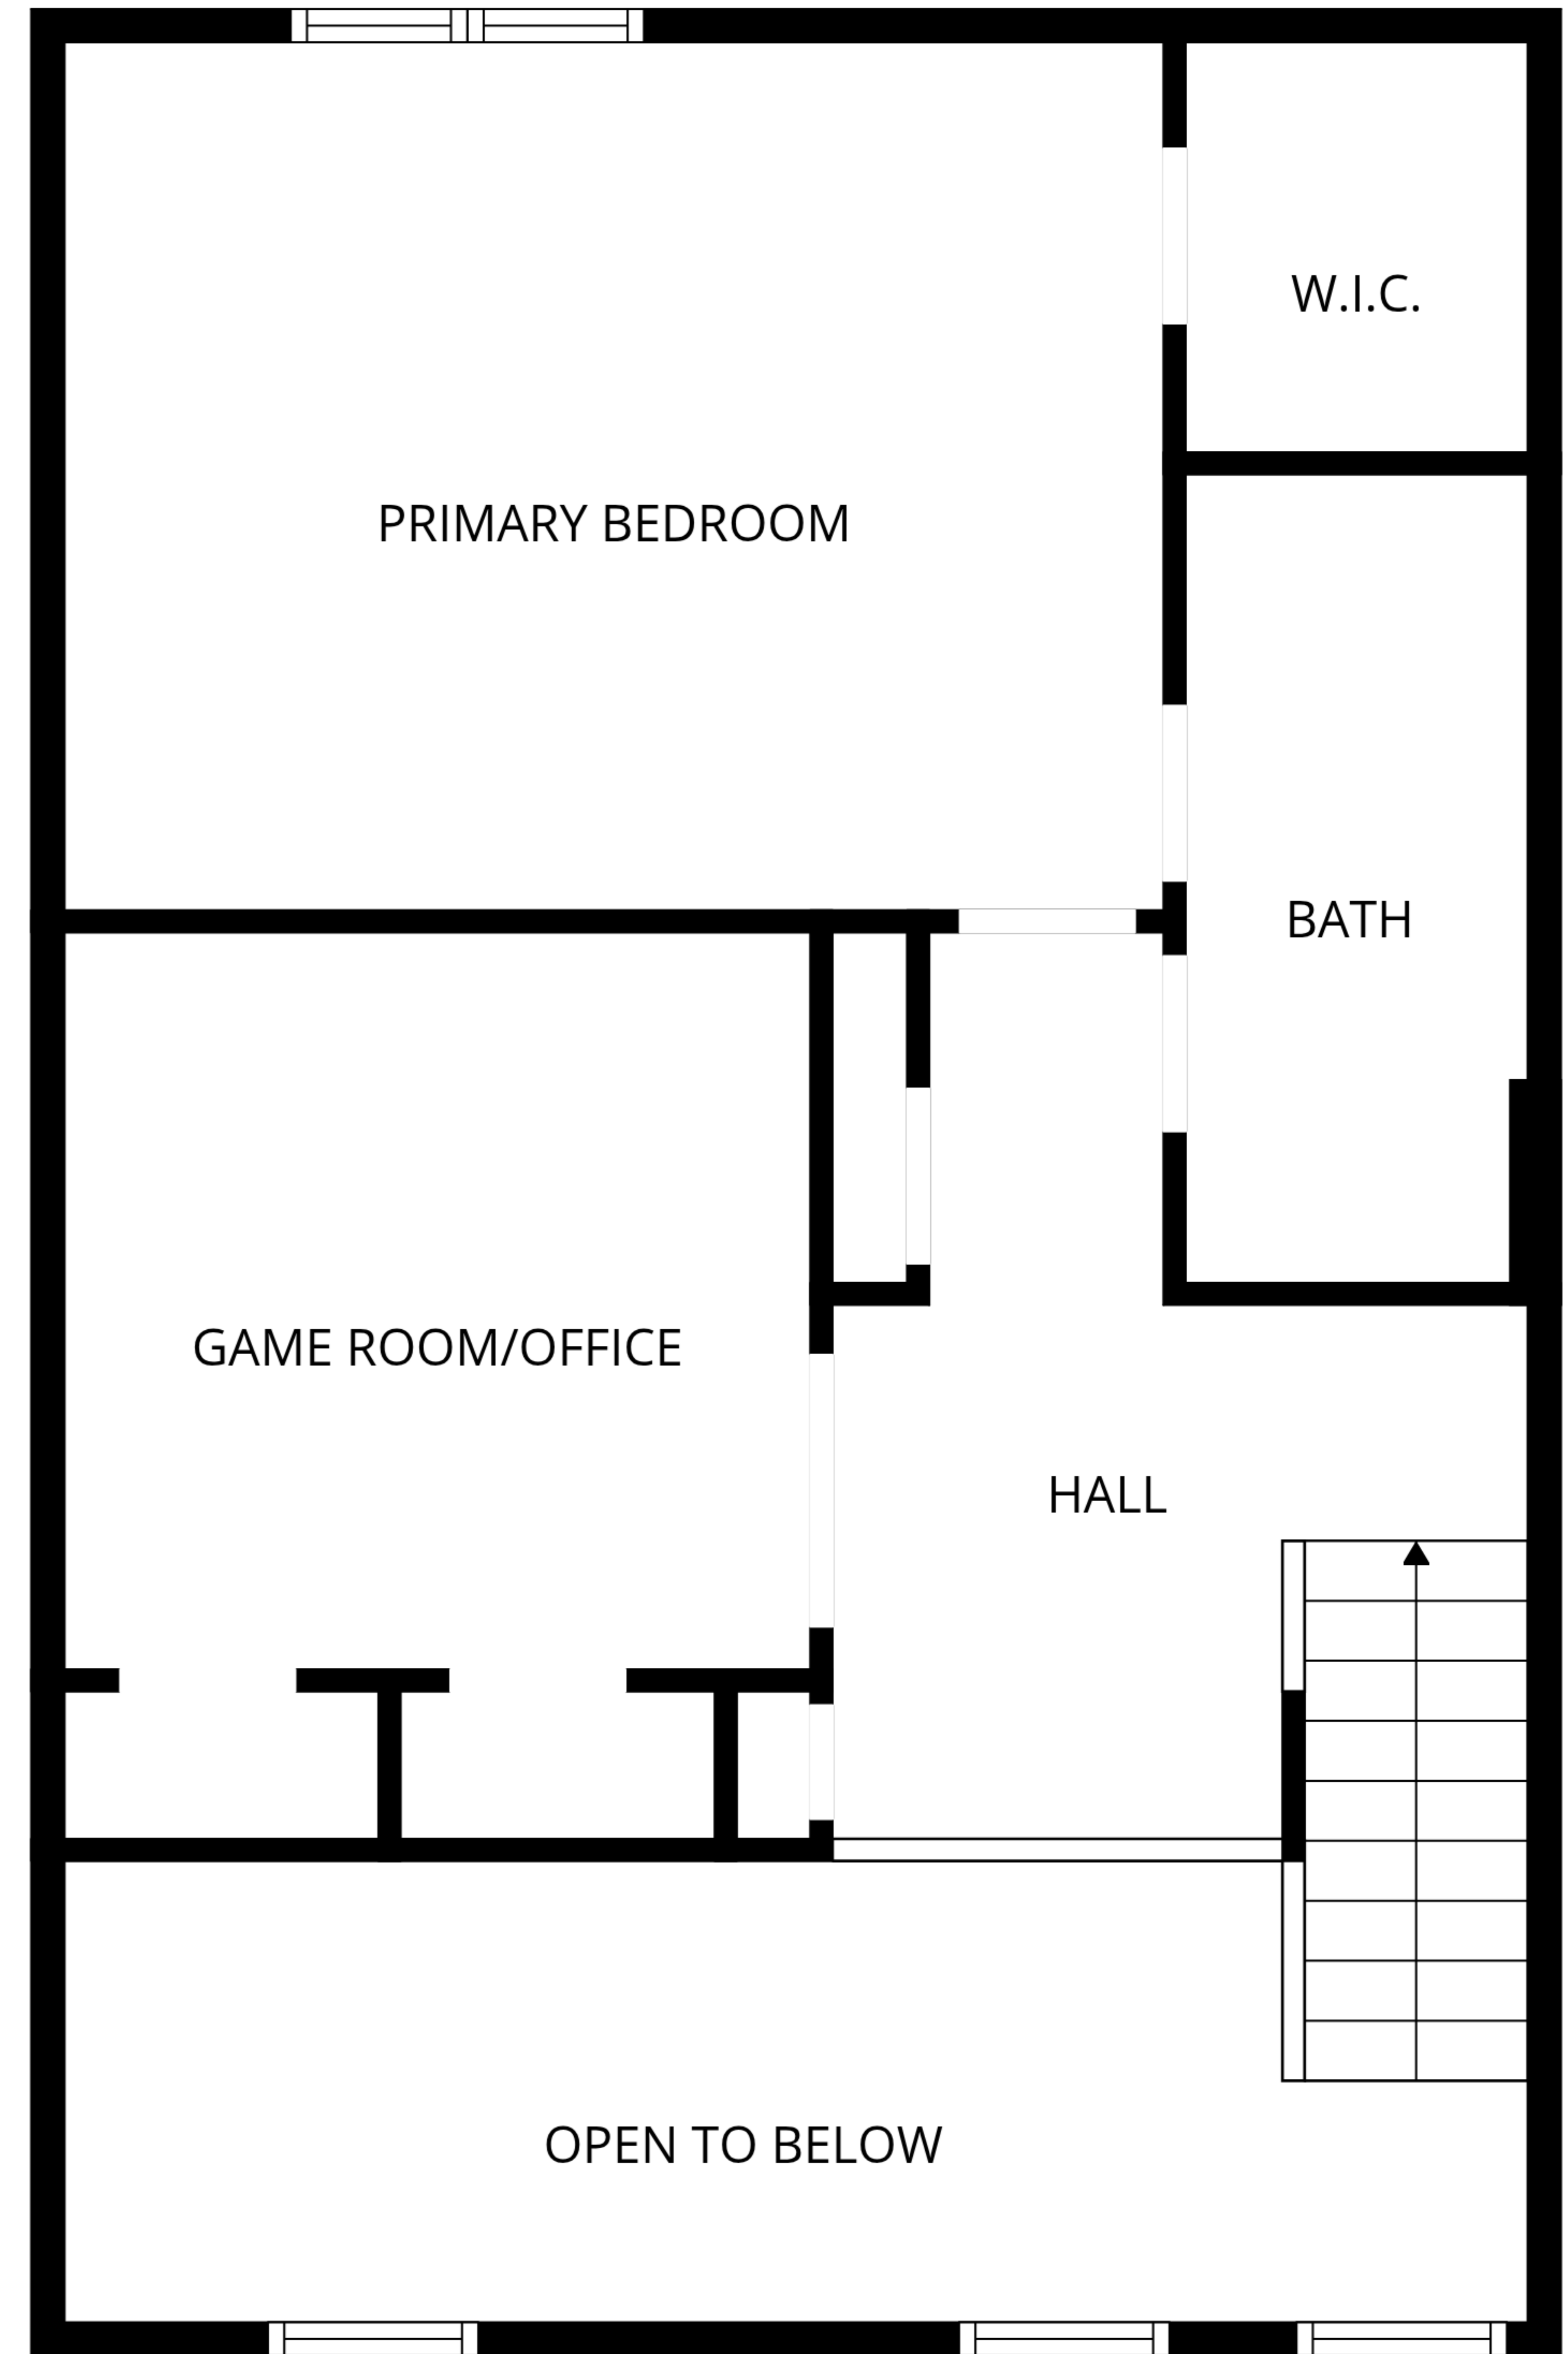 W.I.C.
PRIMARY BEDROOM
BATH
GAME ROOM/OFFICE
HALL
OPEN TO BELOW